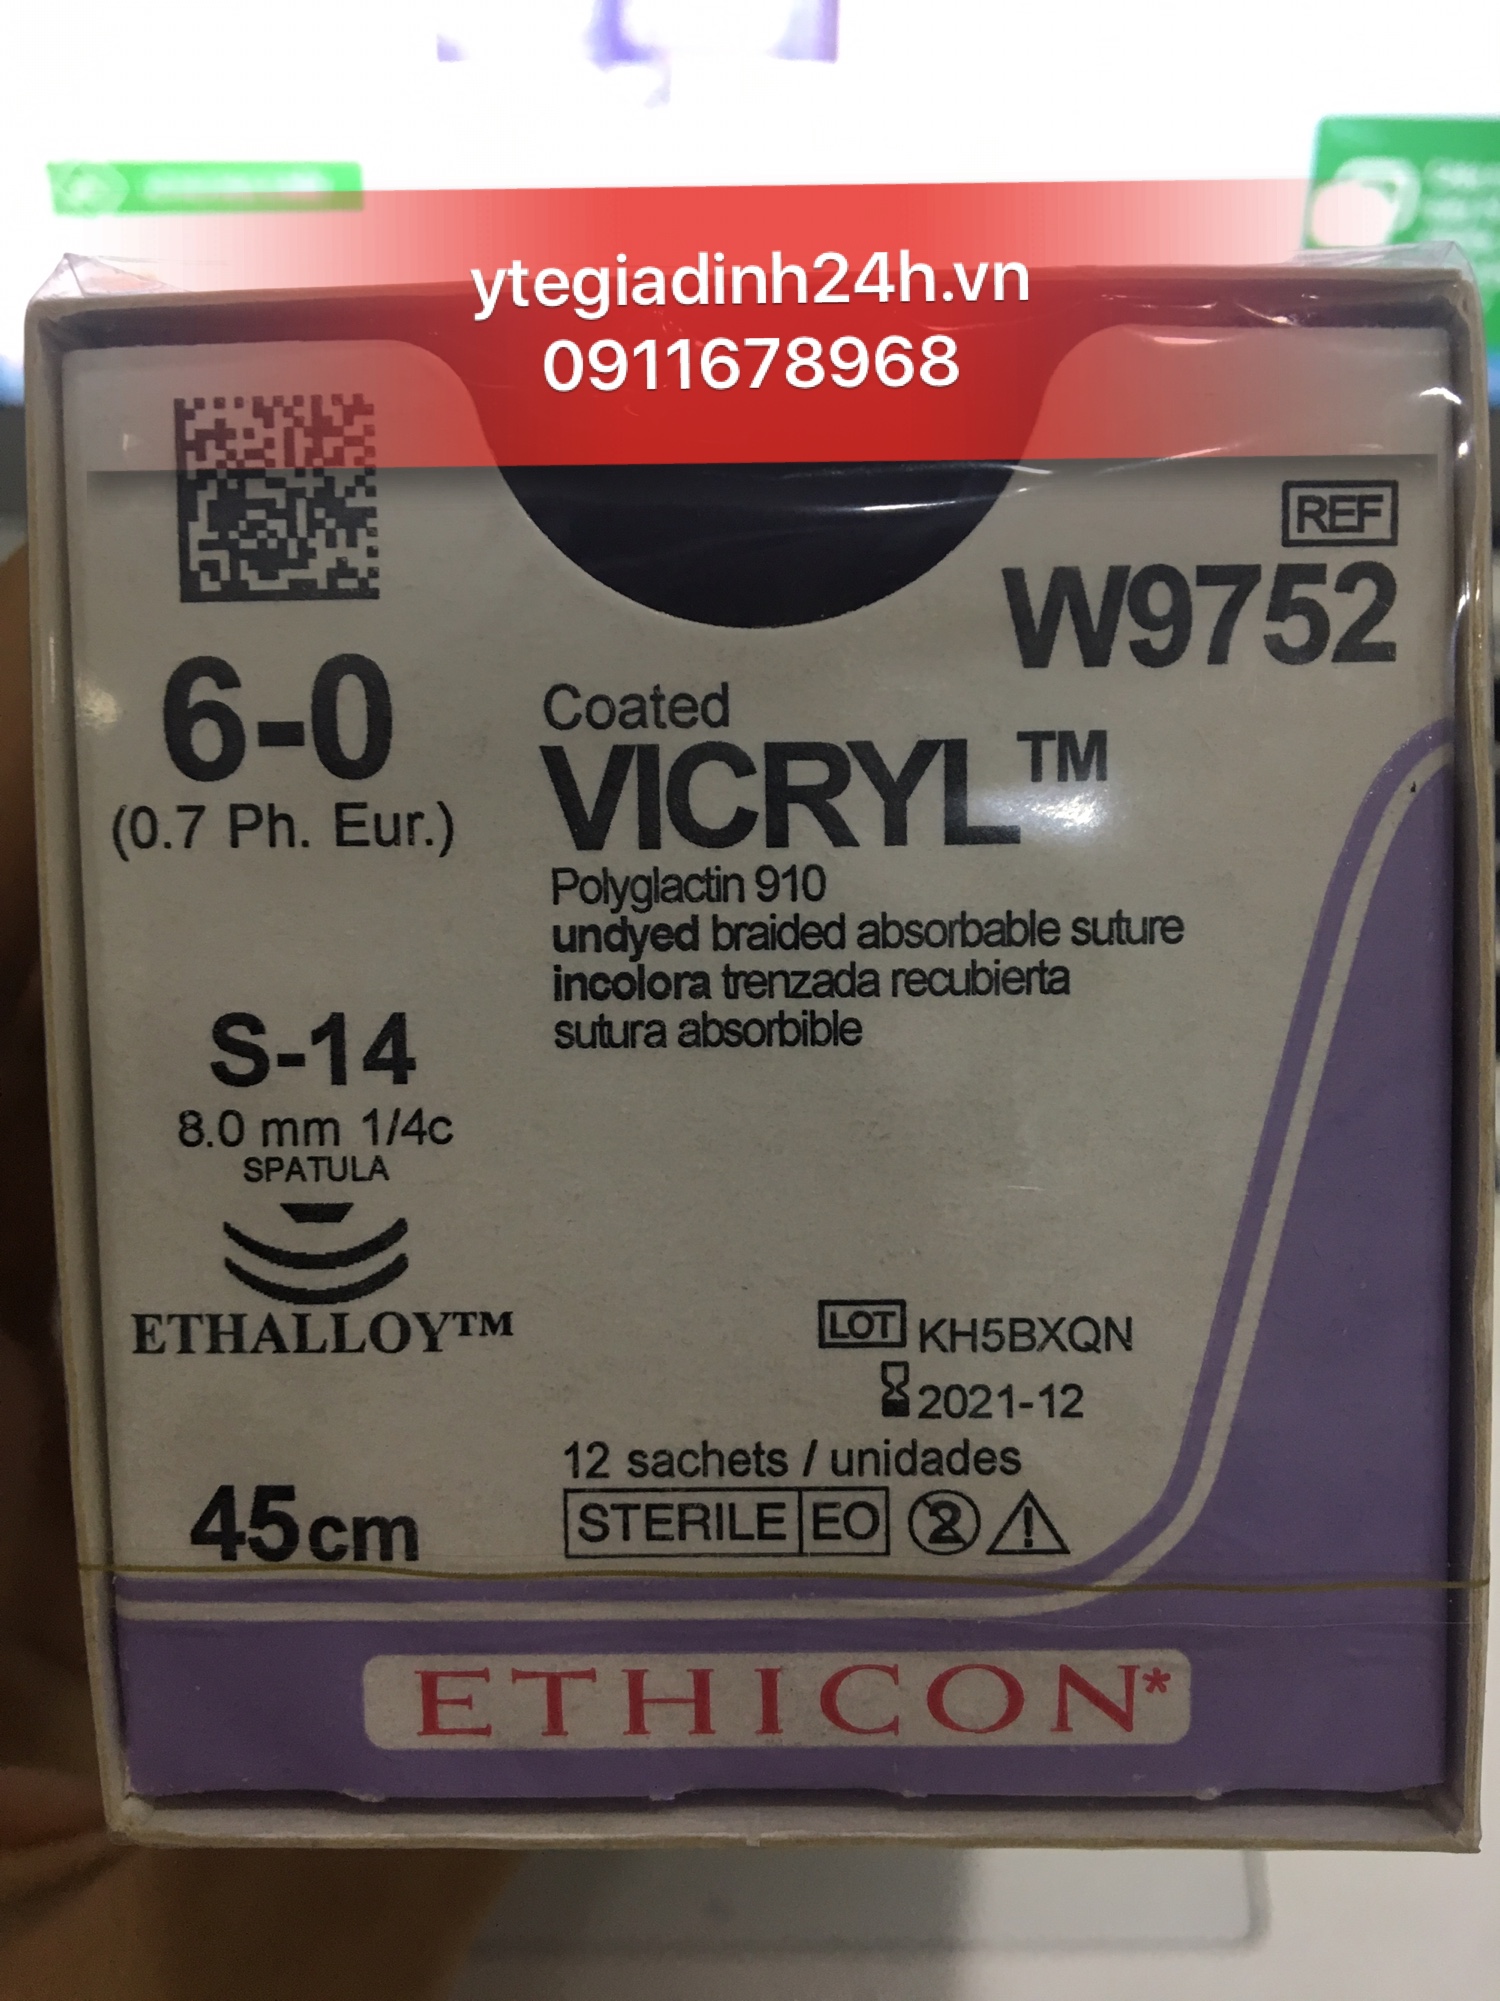 ytegiadinh24h.vn
0911678968
REF
W9752
6-0
(0.7 Ph. Eur.)
Coated
VICRYL™
Polyglactin 910
undyed braided absorbable suture
incolora trenzada recubierta
sutura absorbible
S-14
8.0 mm 1/4c
SPATULA
ETHALLOY™
LOT KH5BXQN
2021-12
12 sachets / unidades
45cm
STERILE EO 2
ETHICON*